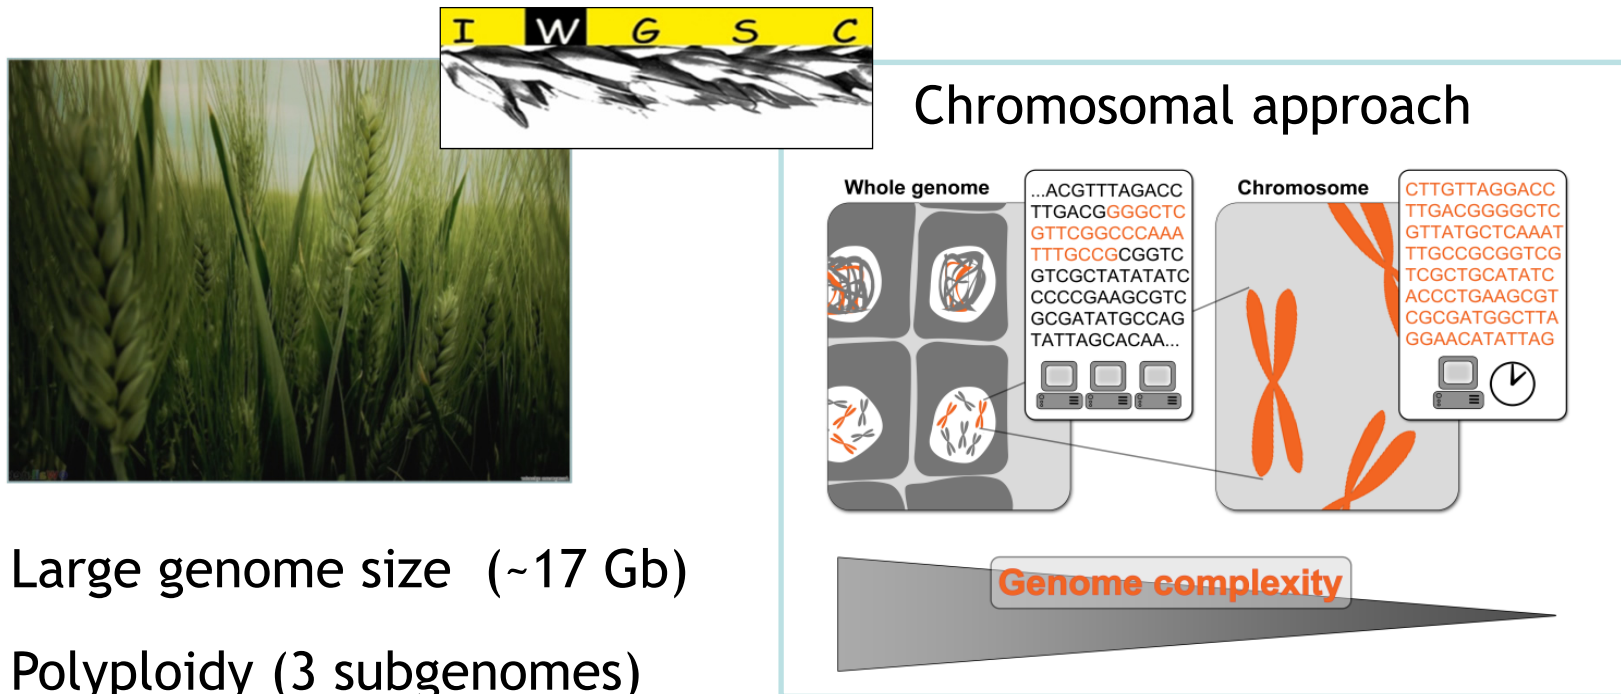 I W G S C
Large genome size (~17 Gb)
Polyploidy (3 subgenomes)
Chromosomal approach
Whole genome
...ACGTTTAGACC
TTGACGGGGCTC
GTTCGGCCCAAA
TTTGCCGCGGTC
GTCGCTATATATC
CCCCGAAGCGTC
GCGATATGCCAG
TATTAGCACAA...
Chromosome
CTTGTTAGGACC
TTGACGGGGCTC
GTTATGCTCAAAT
TTGCCGCGGTCG
TCGCTGCATATC
ACCCTGAAGCGT
CGCGATGGCTTA
GGAACATATTAG
Genome complexity